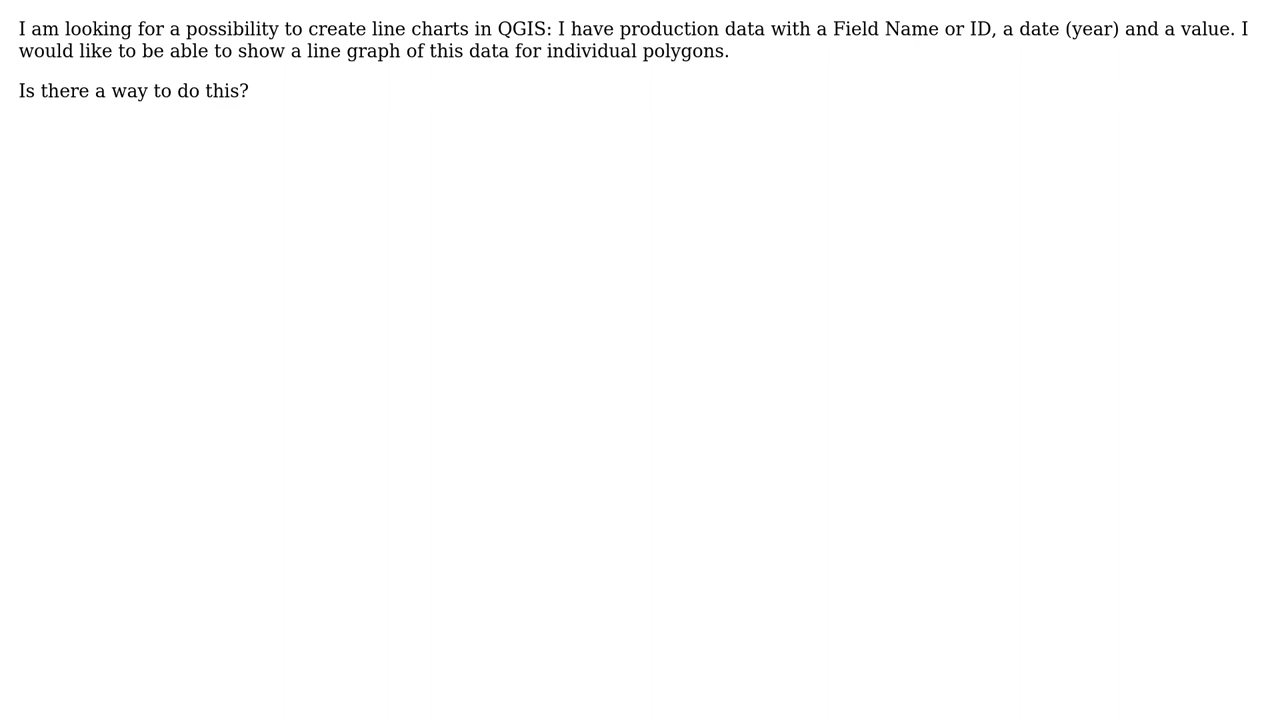 I am looking for a possibility to create line charts in QGIS: I have production data with a Field Name or ID, a date (year) and a value. I
would like to be able to show a line graph of this data for individual polygons.
Is there a way to do this?